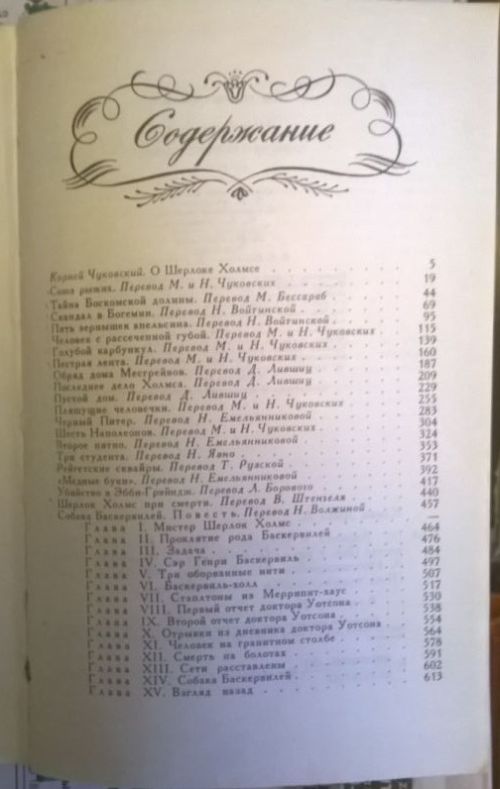 Содержание
Корней Чуковский. О Шерлоке Холмсе . . . . . . . . 5
Союз рыжих. Перевод М. и Н. Чуковских . . . . . . . 19
Тайна Боскомской долины. Перевод М. Бессараб . . . . . 44
Скандал в Богемии. Перевод Н. Войтинской . . . . . . 69
Пять зернышек апельсина. Перевод Н. Войтинской . . . . . 95
Человек с рассеченной губой. Перевод М. и Н. Чуковских . . . 115
Голубой карбункул. Перевод М. и Н. Чуковских . . . . . 139
Пестрая лента. Перевод М. и Н. Чуковских . . . . . . 160
Обряд дома Месгрейвов. Перевод Д. Лившиц . . . . . . 187
Последнее дело Холмса. Перевод Д. Лившиц . . . . . . 209
Пустой дом. Перевод Д. Лившиц . . . . . . . . 229
Пляшущие человечки. Перевод М. и Н. Чуковских . . . . . 255
Черный Питер. Перевод Н. Емельянниковой . . . . . . 283
Шесть Наполеонов. Перевод М. и Н. Чуковских . . . . . 304
Второе пятно. Перевод Н. Емельянниковой . . . . . . 324
Три студента. Перевод Н. Явно . . . . . . . . 353
Рейгетские сквайры. Перевод Т. Рузской . . . . . . . 371
«Медные буки». Перевод Н. Емельянниковой . . . . . . 392
Убийство в Эбби-Грейндж. Перевод Л. Борового . . . . . 417
Шерлок Холмс при смерти. Перевод В. Штенгеля . . . . . 440
Собака Баскервилей. Повесть. Перевод Н. Волжиной . . . . 457
Глава I. Мистер Шерлок Холмс . . . . . . . —
Глава II. Проклятие рода Баскервилей . . . . . . 464
Глава III. Задача . . . . . . . . . . 476
Глава IV. Сэр Генри Баскервиль . . . . . . . 484
Глава V. Три оборванные нити . . . . . . . 497
Глава VI. Баскервиль-холл . . . . . . . . 507
Глава VII. Стэплтоны из Меррипит-хаус . . . . . . 517
Глава VIII. Первый отчет доктора Уотсона . . . . . 530
Глава IX. Второй отчет доктора Уотсона . . . . . . 538
Глава X. Отрывки из дневника доктора Уотсона . . . . 554
Глава XI. Человек на гранитном столбе . . . . . . 564
Глава XII. Смерть на болотах . . . . . . . 578
Глава XIII. Сети расставлены . . . . . . . 591
Глава XIV. Собака Баскервилей . . . . . . . 602
Глава XV. Взгляд назад . . . . . . . . 613